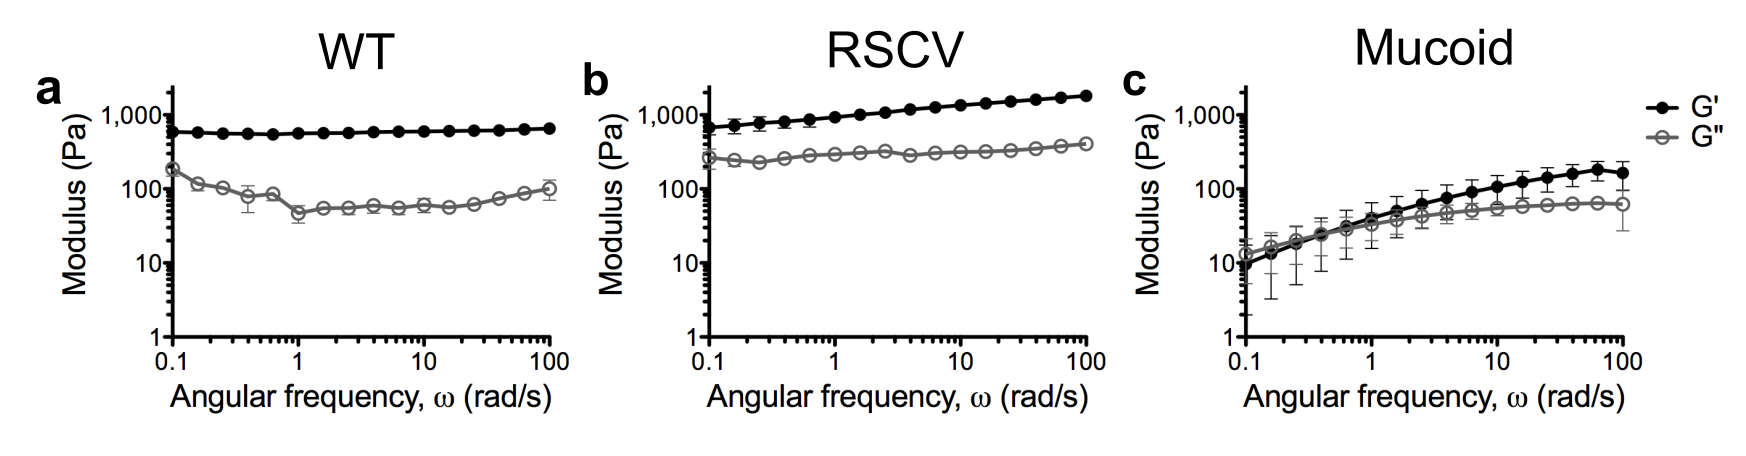 WT
RSCV
Mucoid
a
b
c
Modulus (Pa)
1,000
100
10
1
0.1 1 10 100
Angular frequency, ω (rad/s)
Modulus (Pa)
1,000
100
10
1
0.1 1 10 100
Angular frequency, ω (rad/s)
Modulus (Pa)
1,000
100
10
1
0.1 1 10 100
Angular frequency, ω (rad/s)
G'
G"